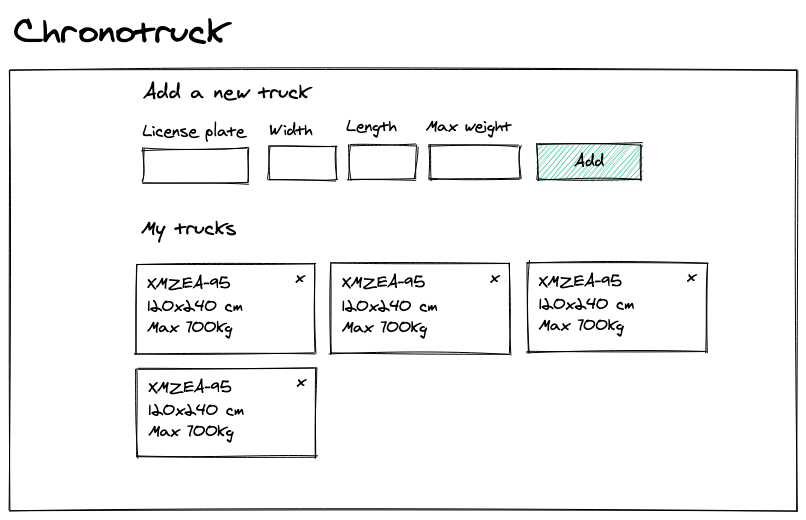 Chronotruck
Add a new truck
License plate Width Length Max weight
Add
My trucks
XMZEA-95 x
120x240 cm
Max 700Kg
XMZEA-95 x
120x240 cm
Max 700Kg
XMZEA-95 x
120x240 cm
Max 700Kg
XMZEA-95 x
120x240 cm
Max 700Kg